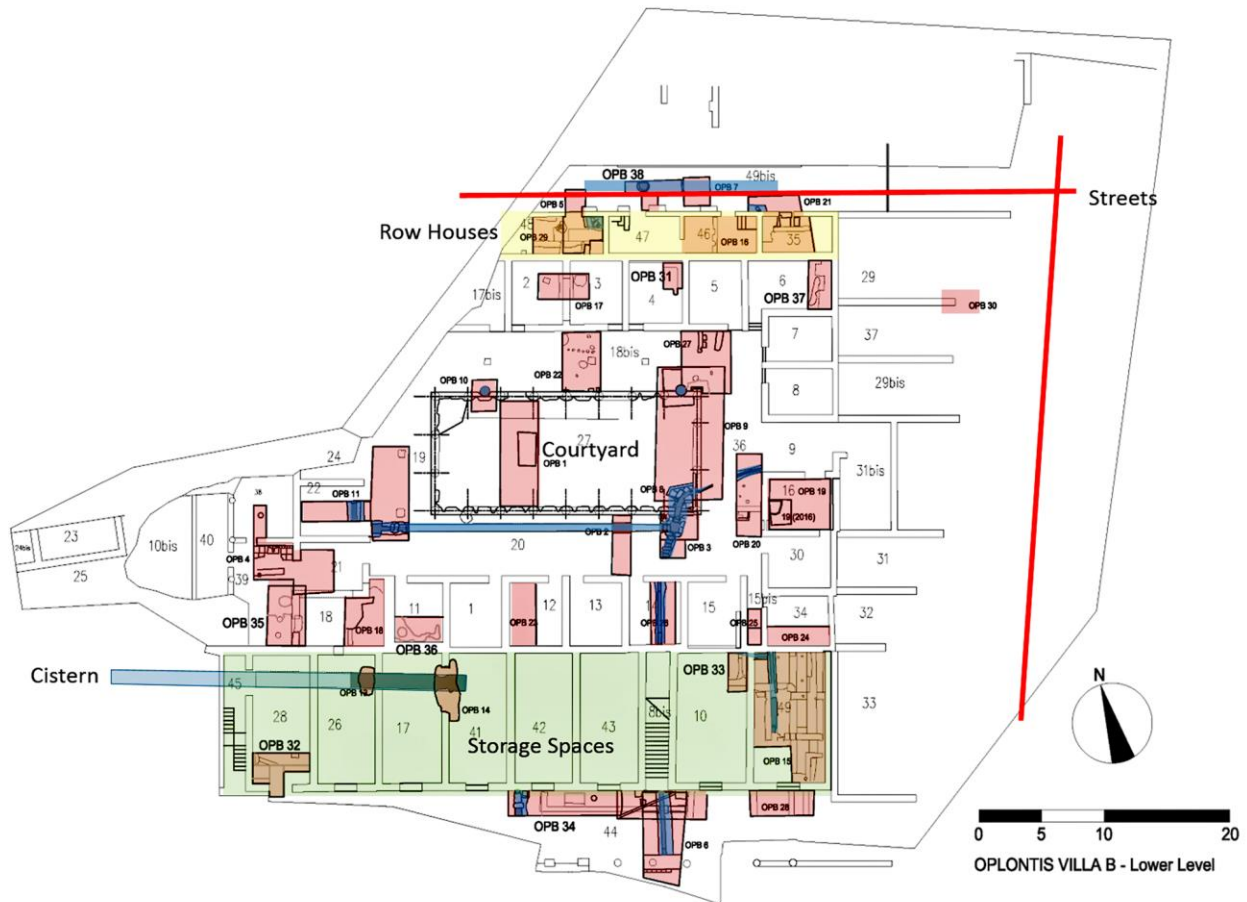 49bis
OPB 38
OPB 7
Streets
OPB 5
OPB 21
Row Houses
48
OPB 29
47
46
OPB 16
35
17bis
2
3
OPB 17
OPB 31
4
5
6
OPB 37
29
OPB 30
7
37
18bis
OPB 27
OPB 22
8
29bis
OPB 10
27
Courtyard
OPB 1
OPB 9
36
9
31bis
24
19
22
OPB 11
38
16
OPB 19
19 (2016)
23
24bis
25
10bis
40
OPB 4
39
21
20
OPB 2
OPB 3
OPB 20
30
31
N
OPB 35
18
OPB 18
11
OPB 36
1
OPB 23
12
13
14
15
15bis
OPB 25
34
OPB 24
32
Cistern
45
28
26
17
OPB 14
41
42
43
8bis
OPB 33
10
49
33
Storage Spaces
OPB 32
OPB 15
OPB 34
44
OPB 6
OPB 28
0 5 10 20
OPLONTIS VILLA B - Lower Level